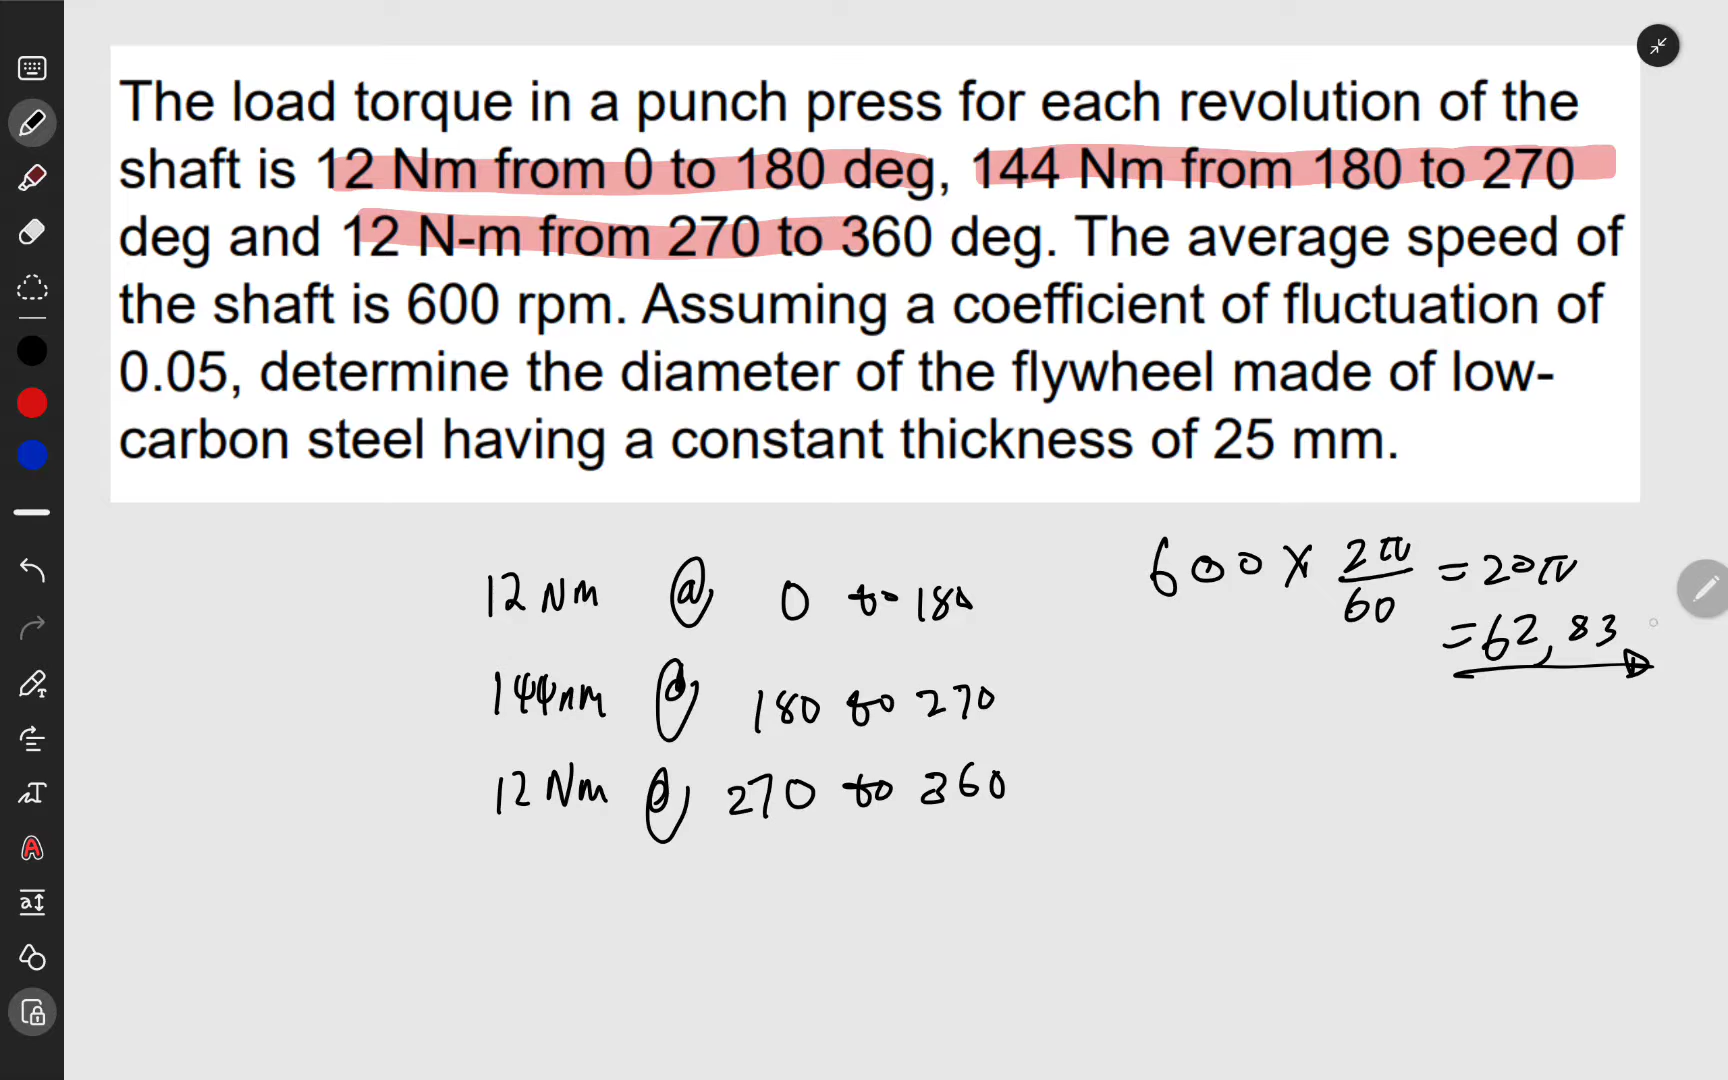 The load torque in a punch press for each revolution of the
shaft is 12 Nm from 0 to 180 deg, 144 Nm from 180 to 270
deg and 12 N-m from 270 to 360 deg. The average speed of
the shaft is 600 rpm. Assuming a coefficient of fluctuation of
0.05, determine the diameter of the flywheel made of low-
carbon steel having a constant thickness of 25 mm.
12 Nm @ 0 to 180
144 nm @ 180 to 270
12 Nm @ 270 to 360
600 × 2π/60 = 20π
= 62,83